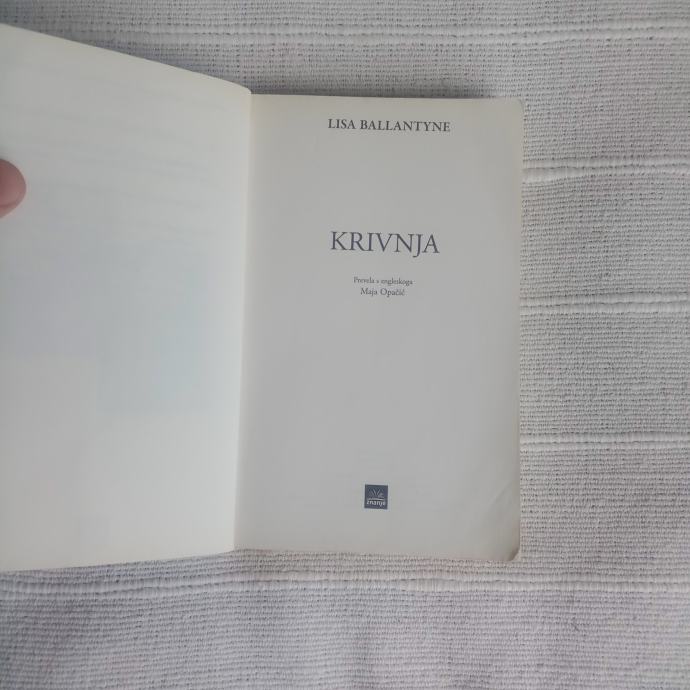 LISA BALLANTYNE
KRIVNJA
Prevela s engleskoga
Maja Opačić
znanje